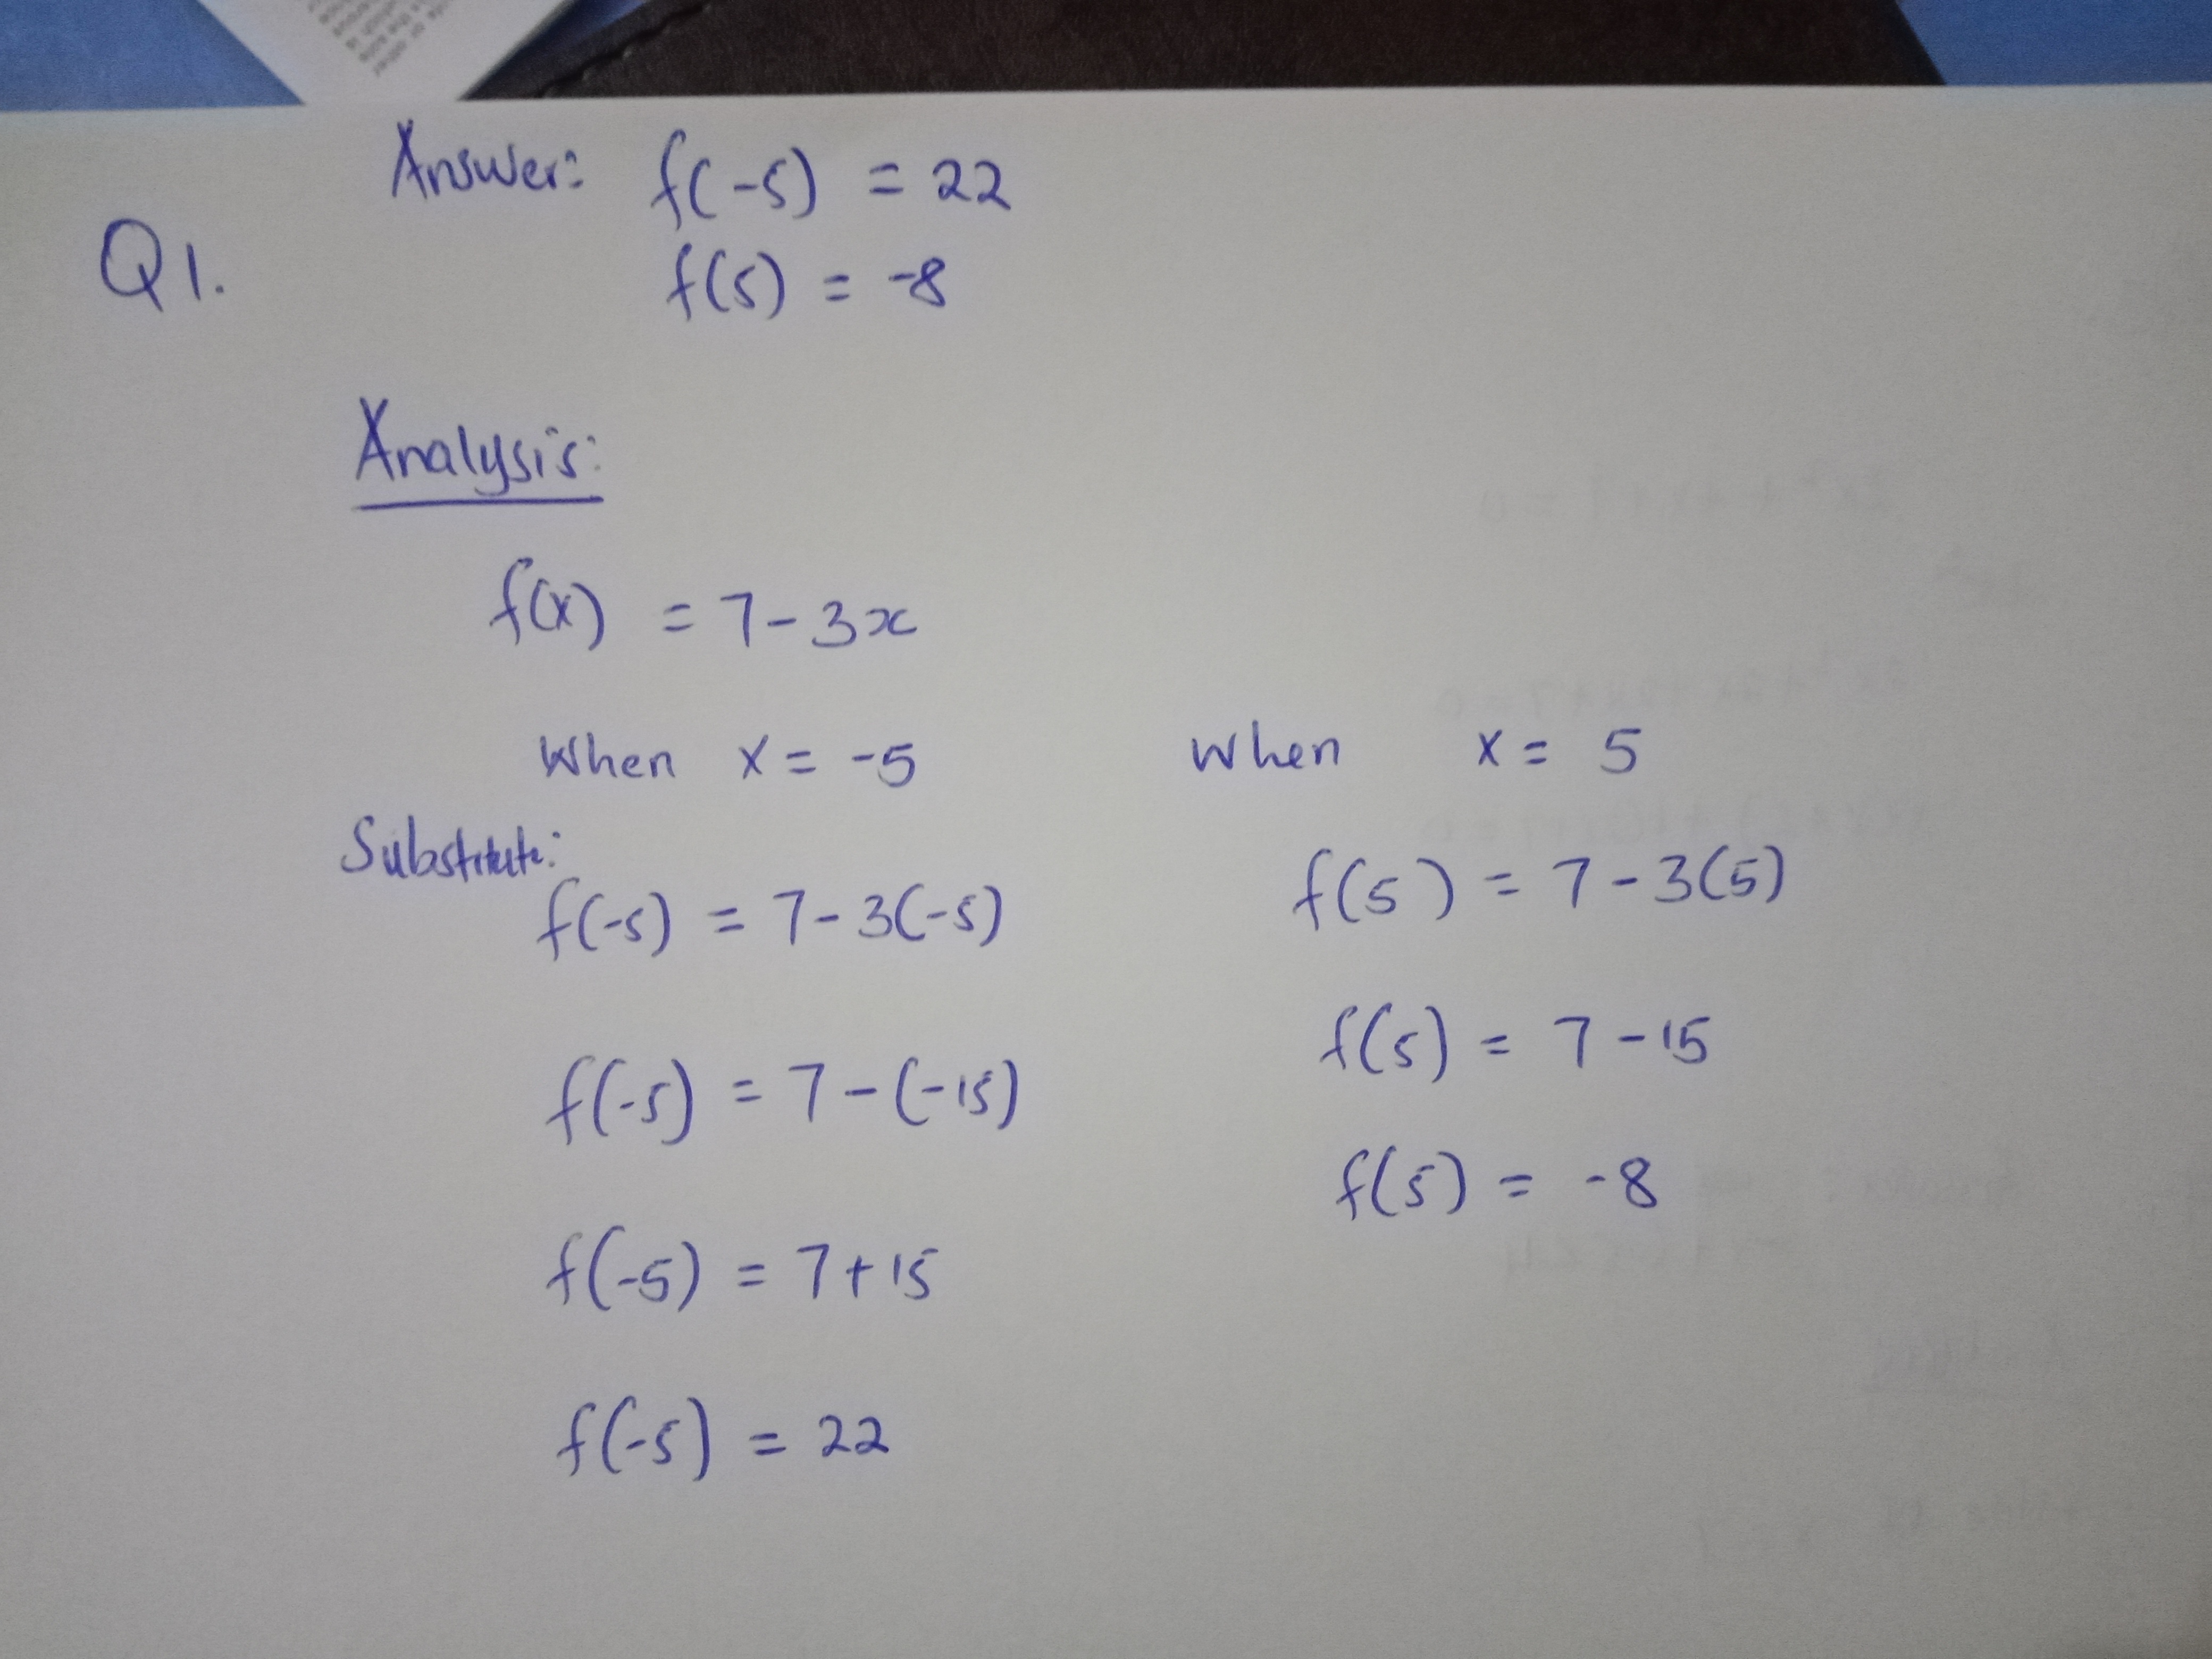 Answer: f(-5) = 22
Q1.
f(5) = -8
Analysis:
f(x) = 7 - 3x
When x = -5
When x = 5
Substitute:
f(-5) = 7 - 3(-5)
f(-5) = 7 - (-15)
f(-5) = 7 + 15
f(-5) = 22
f(5) = 7 - 3(5)
f(5) = 7 - 15
f(5) = -8